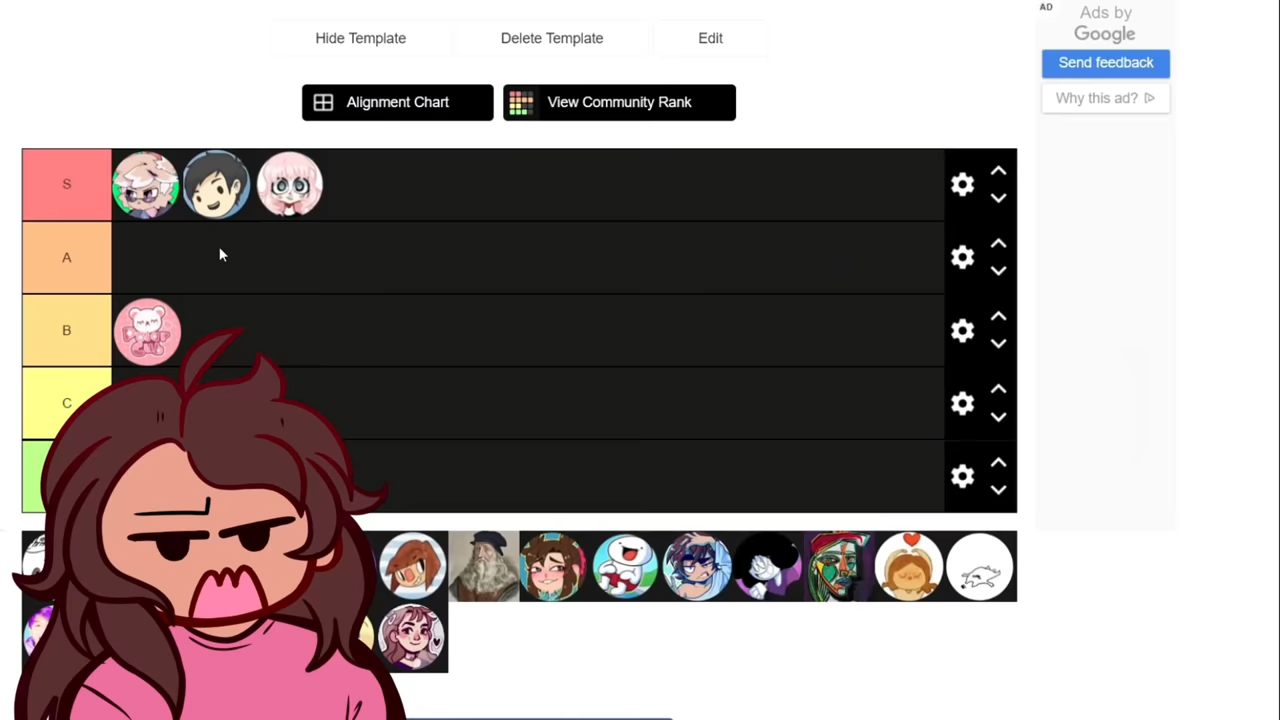 AD
Ads by
Google
Send feedback
Why this ad?
Hide Template
Delete Template
Edit
Alignment Chart
View Community Rank
S
A
B
C